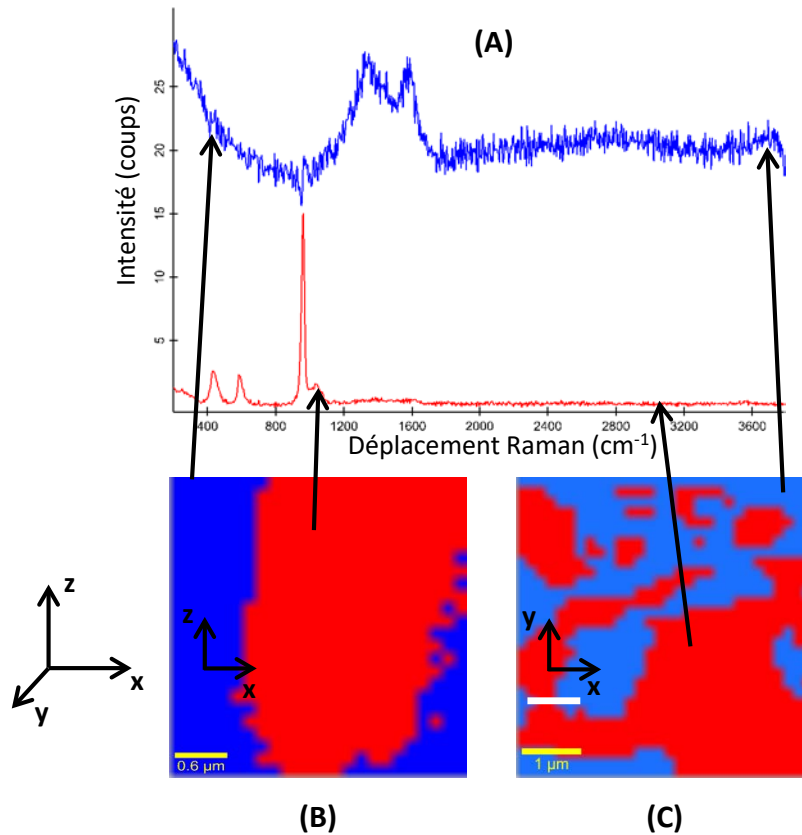 (A)
Intensité (coups)
25
20
15
10
5
400 800 1200 1600 2000 2400 2800 3200 3600
Déplacement Raman (cm-1)
z
x
y
z
x
0.6 µm
y
x
1 µm
(B)
(C)